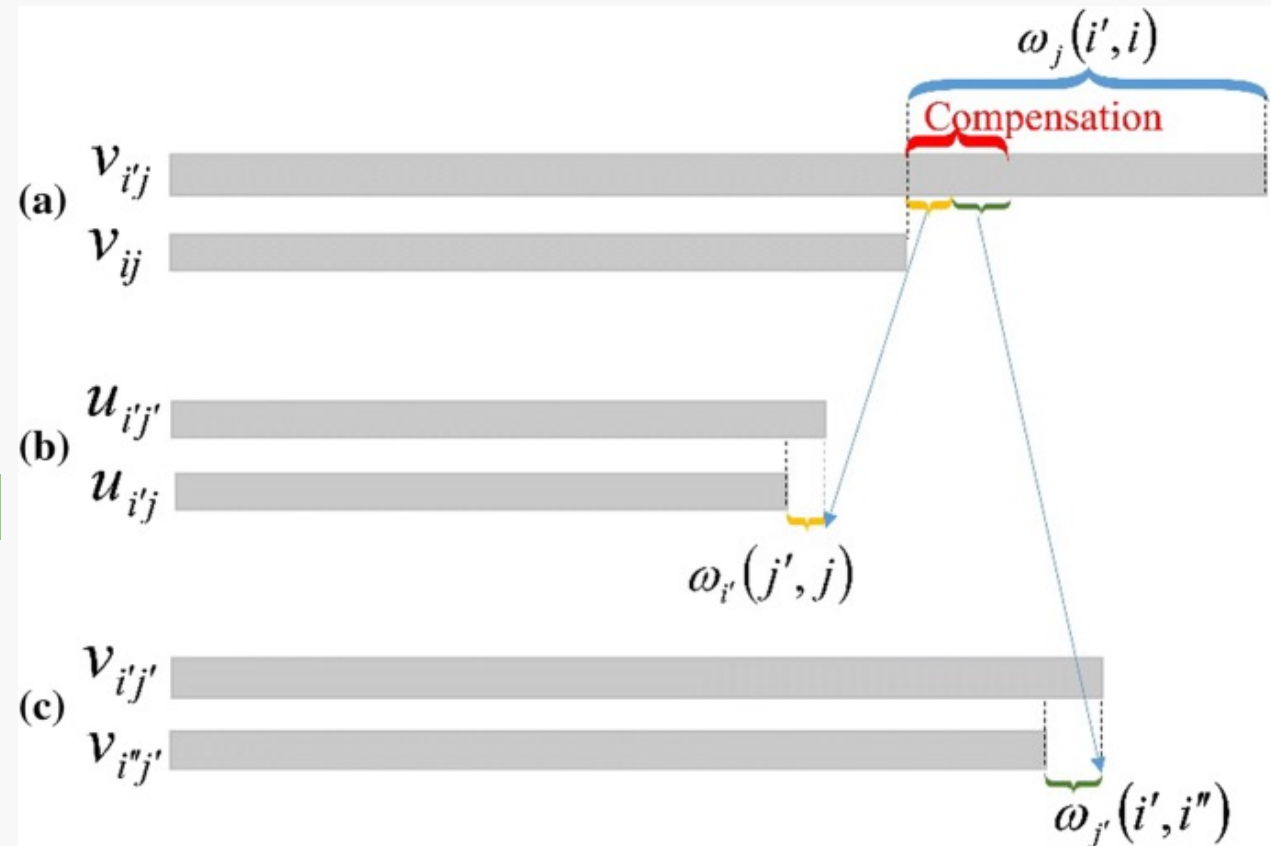 ω_j(i′, i)
Compensation
v_{i′j}
(a)
v_{ij}
u_{i′j′}
(b)
u_{i′j}
ω_{i′}(j′, j)
v_{i′j′}
(c)
v_{i″j′}
ω_{j′}(i′, i″)